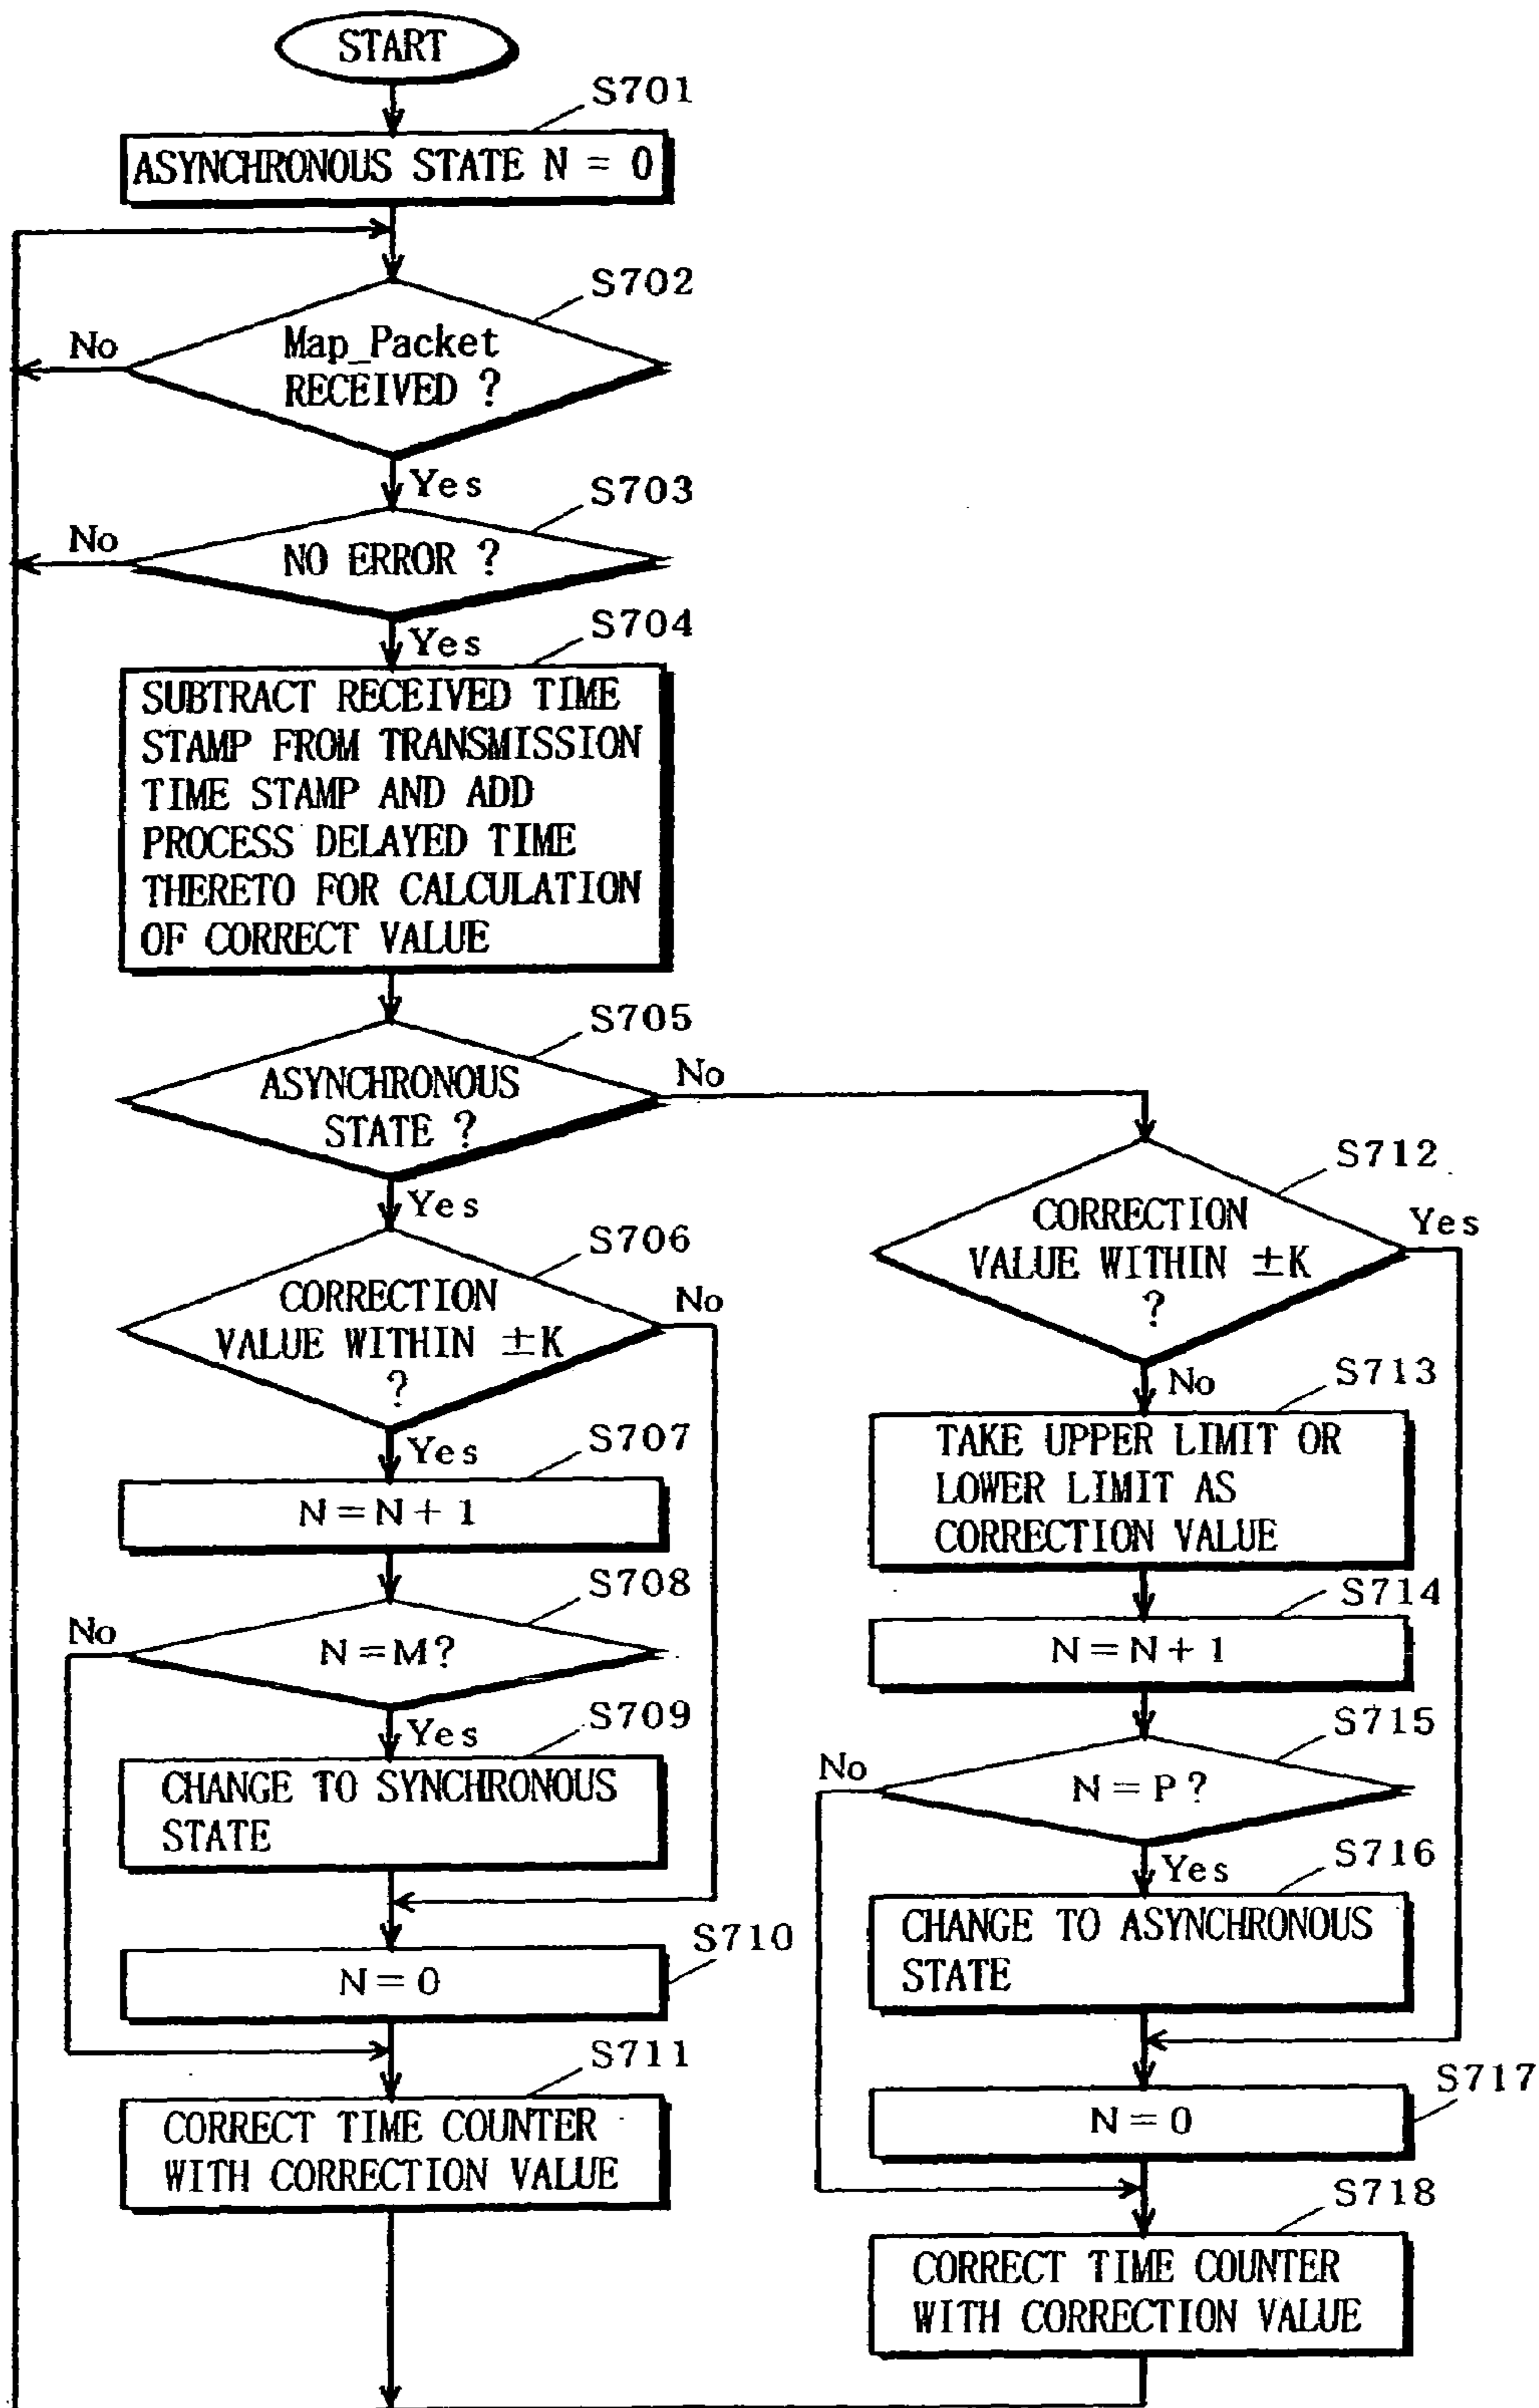 START
S701
ASYNCHRONOUS STATE N = 0
S702
Map_Packet
RECEIVED ?
No
Yes
S703
NO ERROR ?
No
Yes
S704
SUBTRACT RECEIVED TIME
STAMP FROM TRANSMISSION
TIME STAMP AND ADD
PROCESS DELAYED TIME
THERETO FOR CALCULATION
OF CORRECT VALUE
S705
ASYNCHRONOUS
STATE ?
No
Yes
S706
CORRECTION
VALUE WITHIN ±K
?
No
Yes
S707
N = N + 1
S708
N = M ?
No
Yes
S709
CHANGE TO SYNCHRONOUS
STATE
S710
N = 0
S711
CORRECT TIME COUNTER
WITH CORRECTION VALUE
S712
CORRECTION
VALUE WITHIN ±K
?
Yes
No
S713
TAKE UPPER LIMIT OR
LOWER LIMIT AS
CORRECTION VALUE
S714
N = N + 1
S715
N = P ?
No
Yes
S716
CHANGE TO ASYNCHRONOUS
STATE
S717
N = 0
S718
CORRECT TIME COUNTER
WITH CORRECTION VALUE